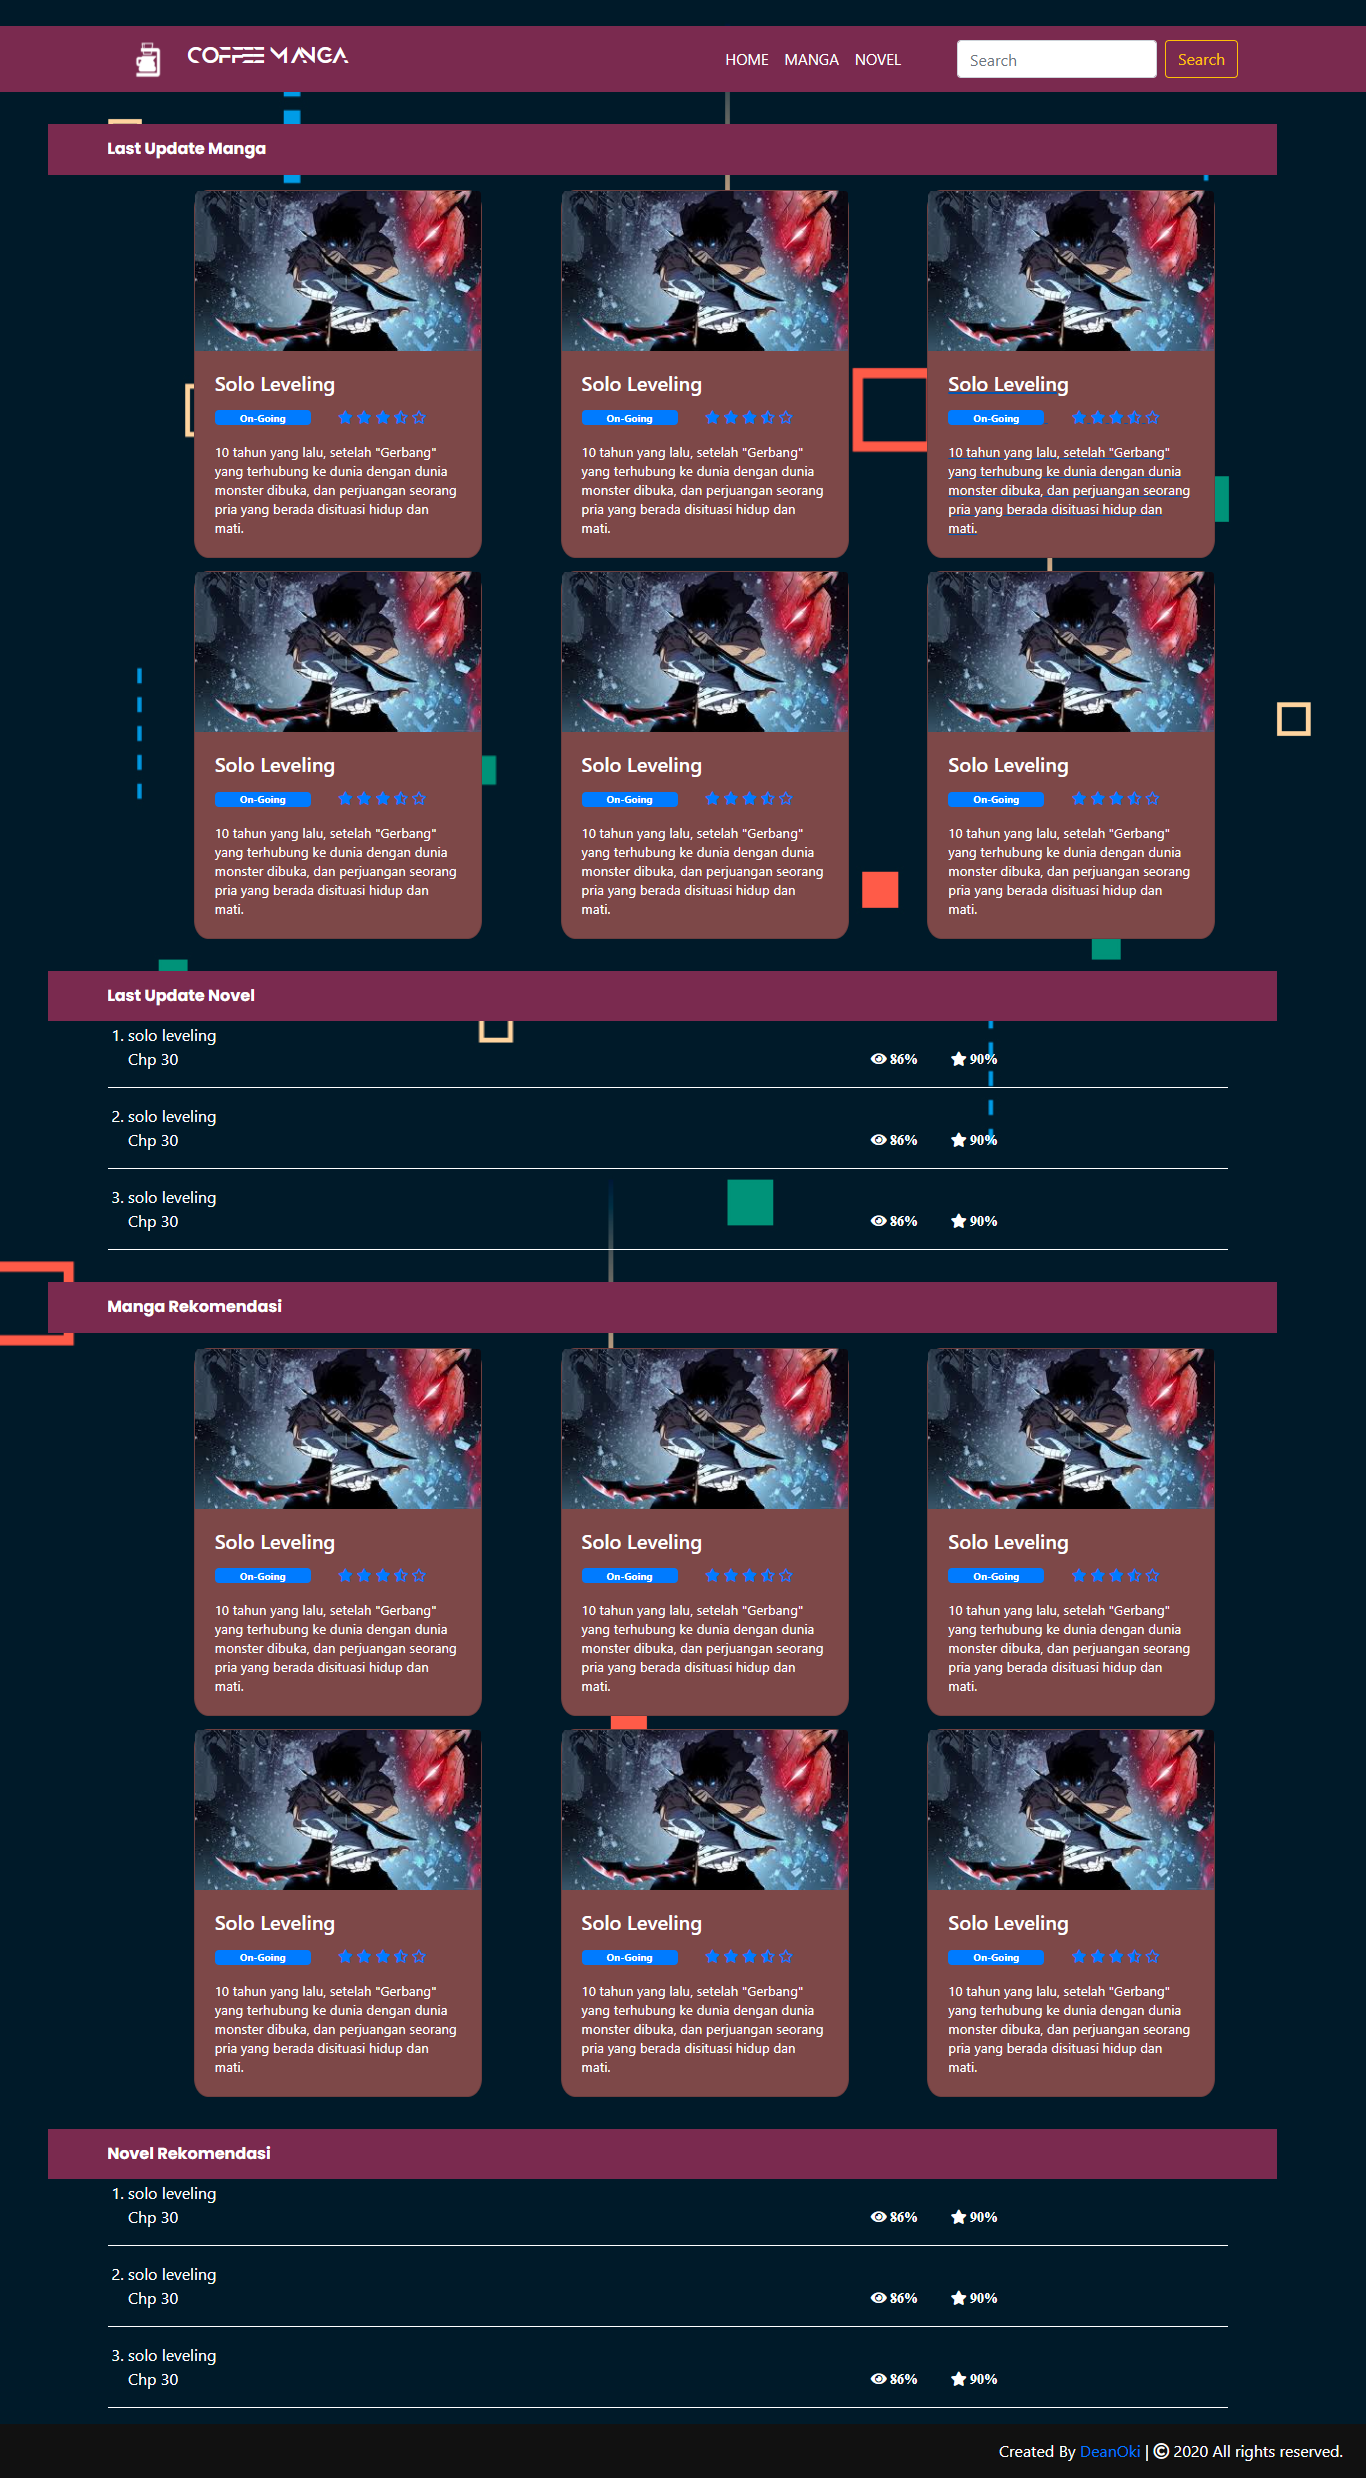 COFFEE MANGA
HOME MANGA NOVEL Search Search
Last Update Manga
Solo Leveling Solo Leveling Solo Leveling
On-Going On-Going On-Going
10 tahun yang lalu, setelah "Gerbang" 10 tahun yang lalu, setelah "Gerbang" 10 tahun yang lalu, setelah "Gerbang"
yang terhubung ke dunia dengan dunia yang terhubung ke dunia dengan dunia yang terhubung ke dunia dengan dunia
monster dibuka, dan perjuangan seorang monster dibuka, dan perjuangan seorang monster dibuka, dan perjuangan seorang
pria yang berada disituasi hidup dan pria yang berada disituasi hidup dan pria yang berada disituasi hidup dan
mati. mati. mati.
Solo Leveling Solo Leveling Solo Leveling
On-Going On-Going On-Going
10 tahun yang lalu, setelah "Gerbang" 10 tahun yang lalu, setelah "Gerbang" 10 tahun yang lalu, setelah "Gerbang"
yang terhubung ke dunia dengan dunia yang terhubung ke dunia dengan dunia yang terhubung ke dunia dengan dunia
monster dibuka, dan perjuangan seorang monster dibuka, dan perjuangan seorang monster dibuka, dan perjuangan seorang
pria yang berada disituasi hidup dan pria yang berada disituasi hidup dan pria yang berada disituasi hidup dan
mati. mati. mati.
Last Update Novel
1. solo leveling
Chp 30 86% 90%
2. solo leveling
Chp 30 86% 90%
3. solo leveling
Chp 30 86% 90%
Manga Rekomendasi
Solo Leveling Solo Leveling Solo Leveling
On-Going On-Going On-Going
10 tahun yang lalu, setelah "Gerbang" 10 tahun yang lalu, setelah "Gerbang" 10 tahun yang lalu, setelah "Gerbang"
yang terhubung ke dunia dengan dunia yang terhubung ke dunia dengan dunia yang terhubung ke dunia dengan dunia
monster dibuka, dan perjuangan seorang monster dibuka, dan perjuangan seorang monster dibuka, dan perjuangan seorang
pria yang berada disituasi hidup dan pria yang berada disituasi hidup dan pria yang berada disituasi hidup dan
mati. mati. mati.
Solo Leveling Solo Leveling Solo Leveling
On-Going On-Going On-Going
10 tahun yang lalu, setelah "Gerbang" 10 tahun yang lalu, setelah "Gerbang" 10 tahun yang lalu, setelah "Gerbang"
yang terhubung ke dunia dengan dunia yang terhubung ke dunia dengan dunia yang terhubung ke dunia dengan dunia
monster dibuka, dan perjuangan seorang monster dibuka, dan perjuangan seorang monster dibuka, dan perjuangan seorang
pria yang berada disituasi hidup dan pria yang berada disituasi hidup dan pria yang berada disituasi hidup dan
mati. mati. mati.
Novel Rekomendasi
1. solo leveling
Chp 30 86% 90%
2. solo leveling
Chp 30 86% 90%
3. solo leveling
Chp 30 86% 90%
Created By DeanOki | © 2020 All rights reserved.